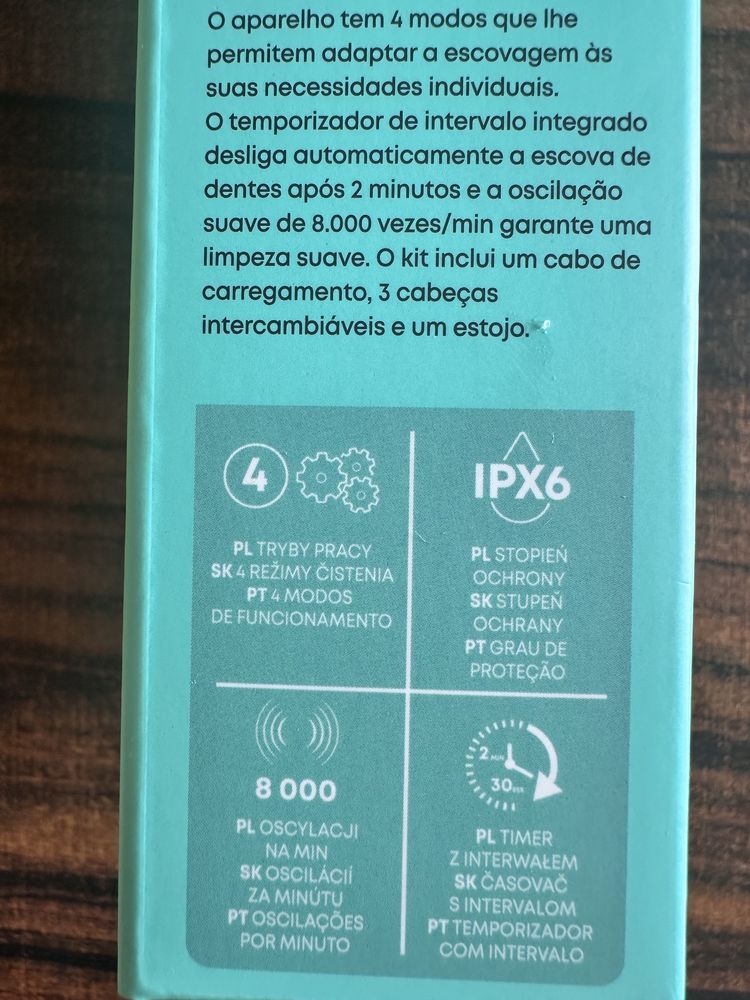 O aparelho tem 4 modos que lhe
permitem adaptar a escovagem às
suas necessidades individuais.
O temporizador de intervalo integrado
desliga automaticamente a escova de
dentes após 2 minutos e a oscilação
suave de 8.000 vezes/min garante uma
limpeza suave. O kit inclui um cabo de
carregamento, 3 cabeças
intercambiáveis e um estojo.
4
PL TRYBY PRACY
SK 4 REŽIMY ČISTENIA
PT 4 MODOS
DE FUNCIONAMENTO
IPX6
PL STOPIEŃ
OCHRONY
SK STUPEŇ
OCHRANY
PT GRAU DE
PROTEÇÃO
8 000
PL OSCYLACJI
NA MIN
SK OSCILÁCIÍ
ZA MINÚTU
PT OSCILAÇÕES
POR MINUTO
2 MIN
30 SEK
PL TIMER
Z INTERWAŁEM
SK ČASOVAČ
S INTERVALOM
PT TEMPORIZADOR
COM INTERVALO